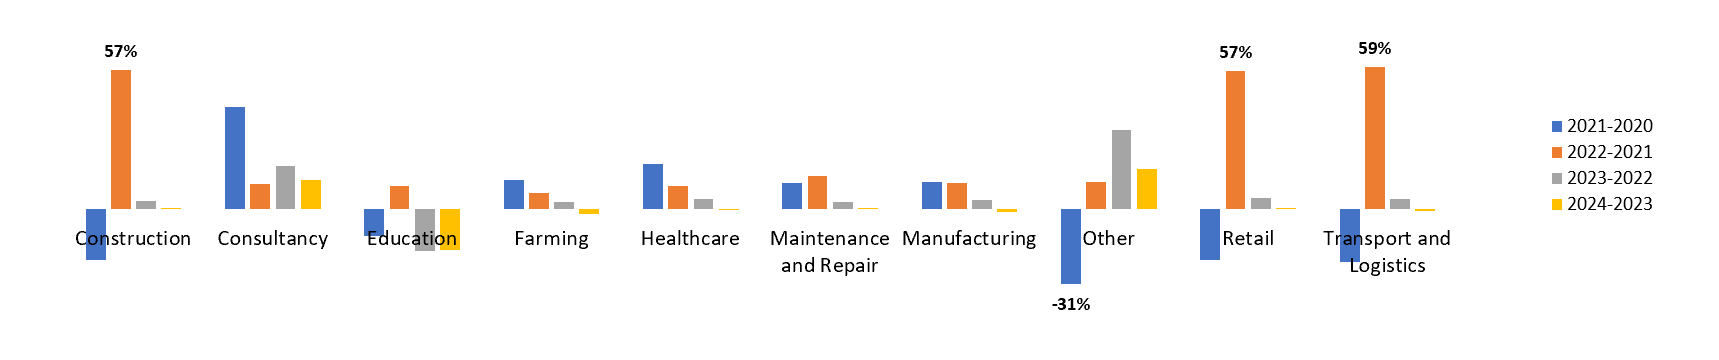 57%
57%
59%
2021-2020
2022-2021
2023-2022
2024-2023
Construction
Consultancy
Education
Farming
Healthcare
Maintenance
and Repair
Manufacturing
Other
Retail
Transport and
Logistics
-31%